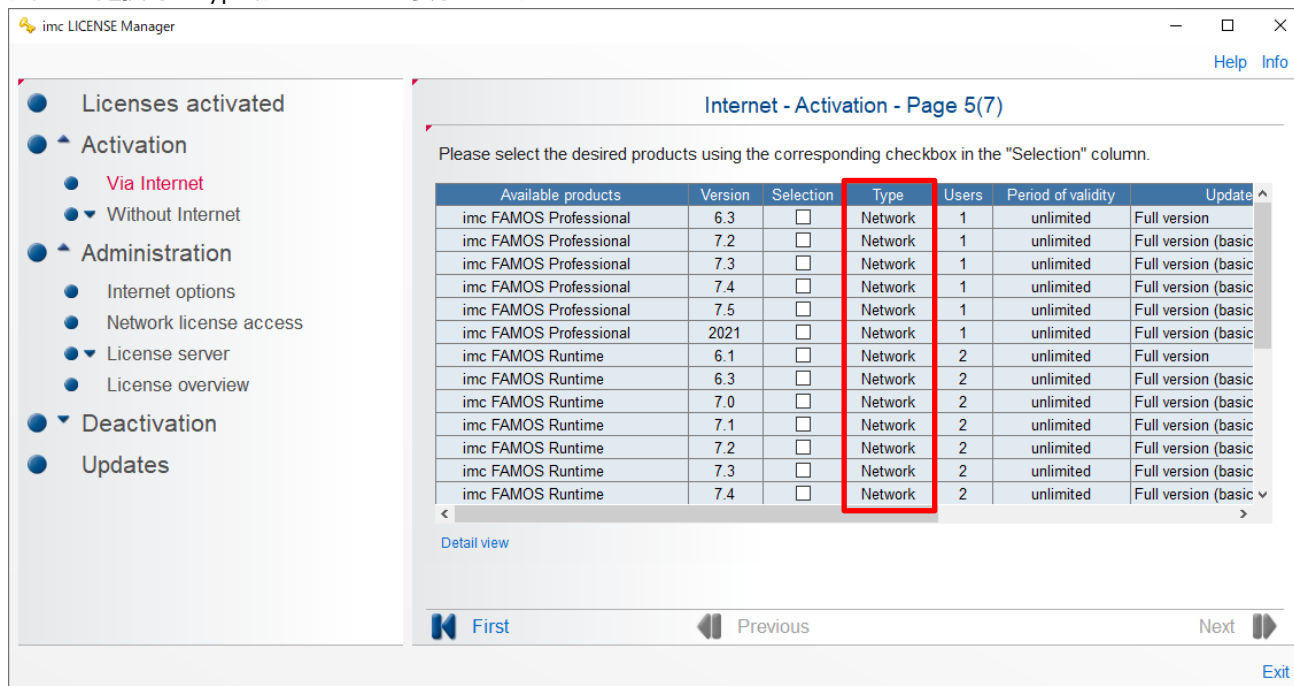 imc LICENSE Manager
Help Info
Licenses activated
Activation
Via Internet
Without Internet
Administration
Internet options
Network license access
License server
License overview
Deactivation
Updates
Internet - Activation - Page 5(7)
Please select the desired products using the corresponding checkbox in the "Selection" column.
Available products Version Selection Type Users Period of validity Update
imc FAMOS Professional 6.3 Network 1 unlimited Full version
imc FAMOS Professional 7.2 Network 1 unlimited Full version (basic
imc FAMOS Professional 7.3 Network 1 unlimited Full version (basic
imc FAMOS Professional 7.4 Network 1 unlimited Full version (basic
imc FAMOS Professional 7.5 Network 1 unlimited Full version (basic
imc FAMOS Professional 2021 Network 1 unlimited Full version (basic
imc FAMOS Runtime 6.1 Network 2 unlimited Full version
imc FAMOS Runtime 6.3 Network 2 unlimited Full version (basic
imc FAMOS Runtime 7.0 Network 2 unlimited Full version (basic
imc FAMOS Runtime 7.1 Network 2 unlimited Full version (basic
imc FAMOS Runtime 7.2 Network 2 unlimited Full version (basic
imc FAMOS Runtime 7.3 Network 2 unlimited Full version (basic
imc FAMOS Runtime 7.4 Network 2 unlimited Full version (basic
Detail view
First Previous Next
Exit